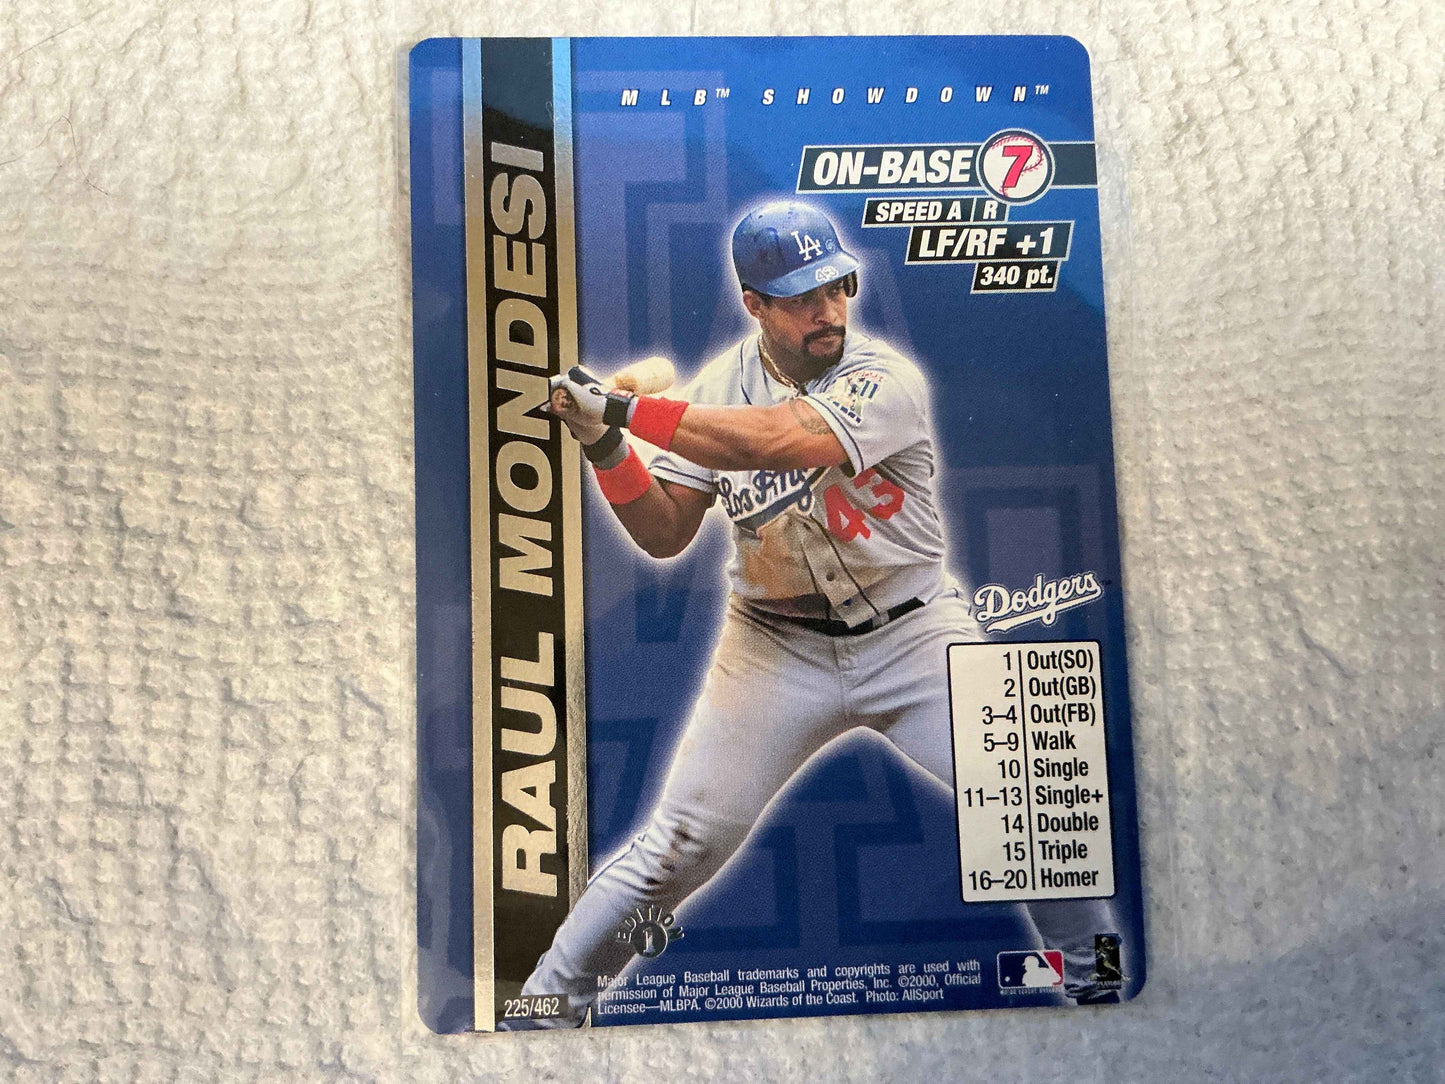 MLB™ SHOWDOWN™
ON-BASE 7
SPEED A R
LF/RF +1
340 pt.
RAUL MONDESI
LA
Los Ang
43
Dodgers
1 Out(SO)
2 Out(GB)
3–4 Out(FB)
5–9 Walk
10 Single
11–13 Single+
14 Double
15 Triple
16–20 Homer
EDITION
1
225/462
Major League Baseball trademarks and copyrights are used with
permission of Major League Baseball Properties, Inc. ©2000, Official
Licensee—MLBPA. ©2000 Wizards of the Coast. Photo: AllSport